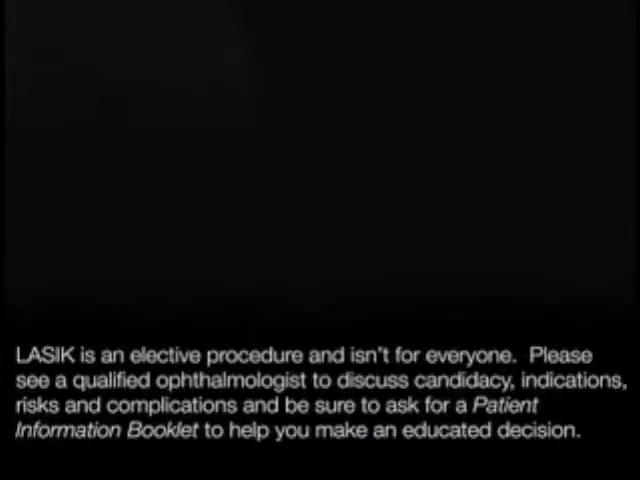 LASIK is an elective procedure and isn't for everyone.  Please
see a qualified ophthalmologist to discuss candidacy, indications,
risks and complications and be sure to ask for a Patient
Information Booklet to help you make an educated decision.